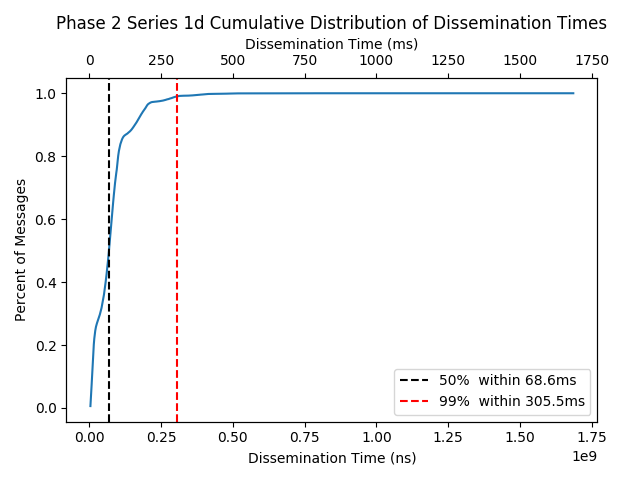 Phase 2 Series 1d Cumulative Distribution of Dissemination Times
Dissemination Time (ms)
0 250 500 750 1000 1250 1500 1750
Percent of Messages
1.0
0.8
0.6
0.4
0.2
0.0
50%  within 68.6ms
99%  within 305.5ms
0.00 0.25 0.50 0.75 1.00 1.25 1.50 1.75
Dissemination Time (ns)
1e9